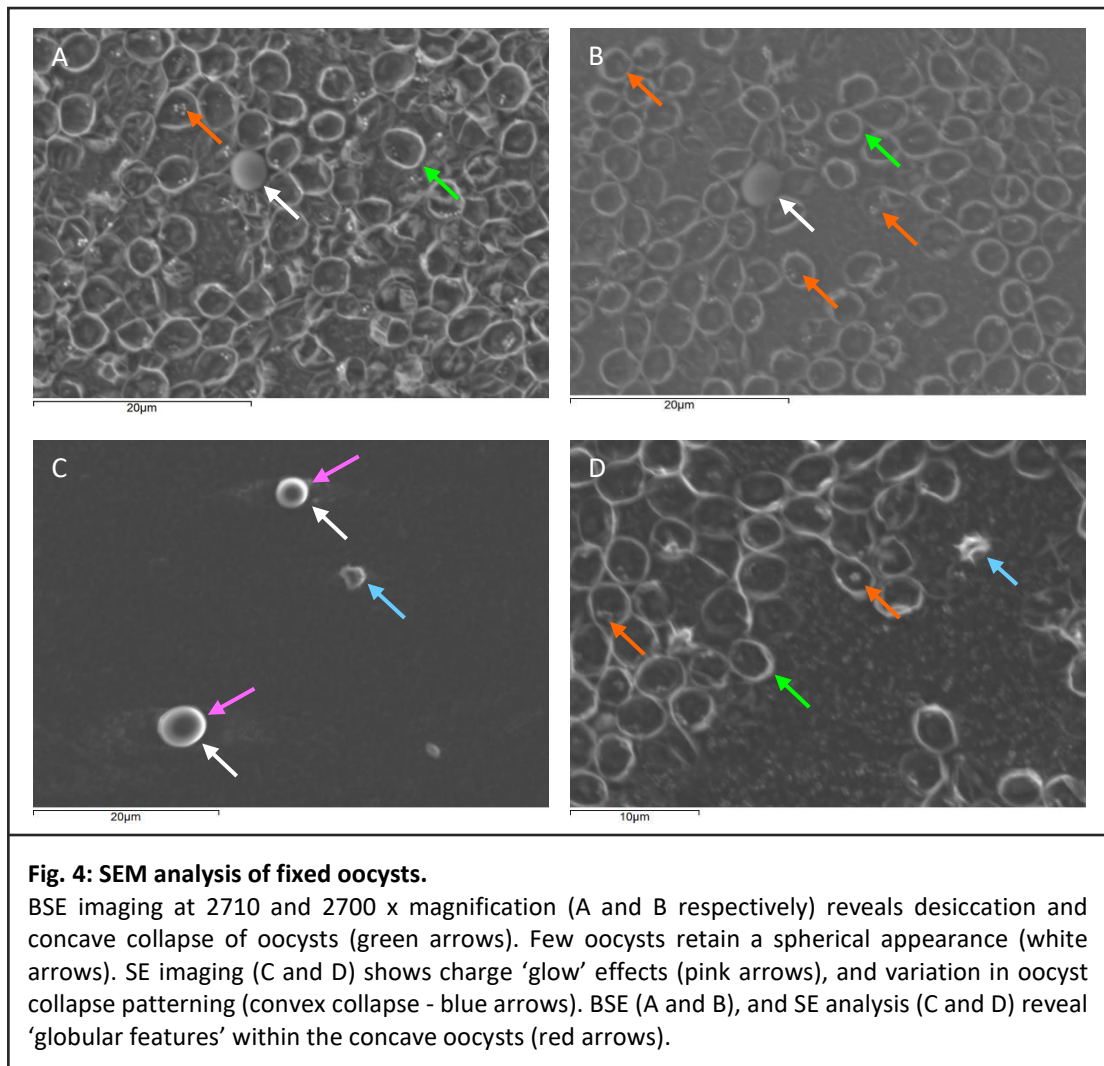 A
B
20µm
20µm
C
D
20µm
10µm
Fig. 4: SEM analysis of fixed oocysts.
BSE imaging at 2710 and 2700 x magnification (A and B respectively) reveals desiccation and
concave collapse of oocysts (green arrows). Few oocysts retain a spherical appearance (white
arrows). SE imaging (C and D) shows charge ‘glow’ effects (pink arrows), and variation in oocyst
collapse patterning (convex collapse - blue arrows). BSE (A and B), and SE analysis (C and D) reveal
‘globular features’ within the concave oocysts (red arrows).